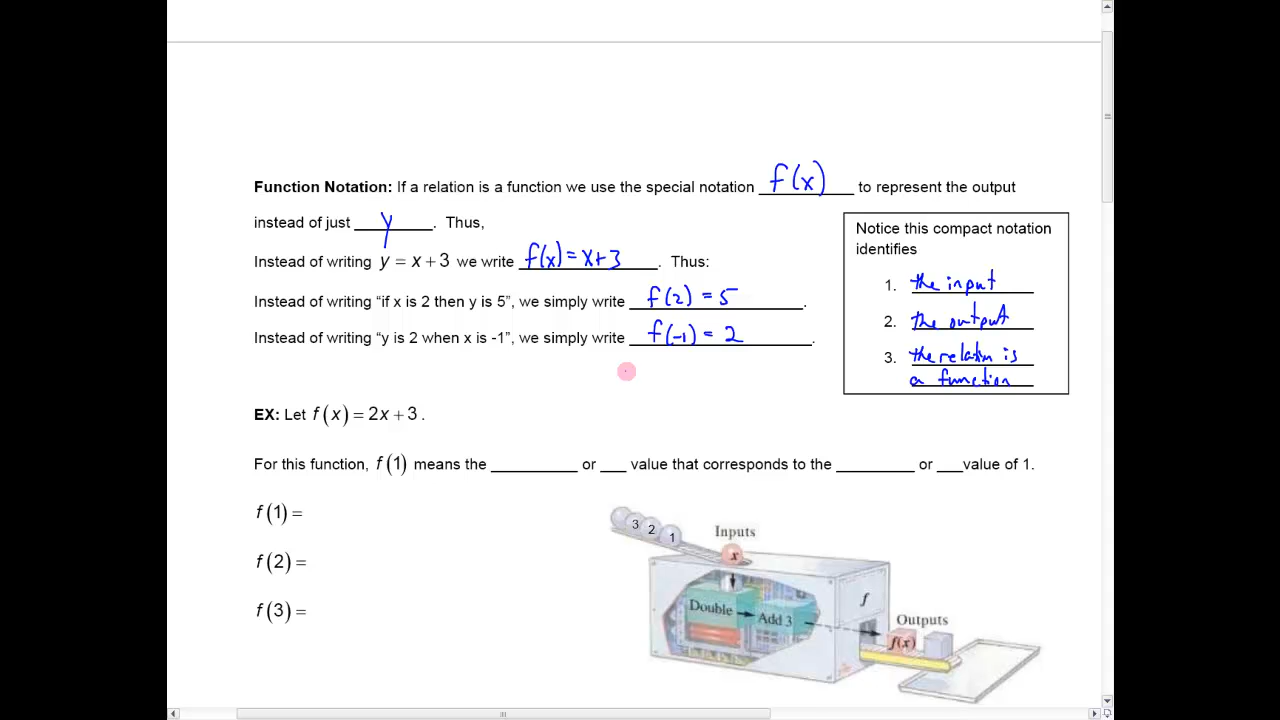 Function Notation: If a relation is a function we use the special notation f(x) to represent the output
instead of just y. Thus,
Instead of writing y = x + 3 we write f(x) = x+3. Thus:
Instead of writing “if x is 2 then y is 5”, we simply write f(2) = 5.
Instead of writing “y is 2 when x is -1”, we simply write f(-1) = 2.
Notice this compact notation
identifies
1. the input
2. the output
3. the relation is
a function
EX: Let f(x) = 2x + 3.
For this function, f(1) means the __________ or ___ value that corresponds to the _________ or ___value of 1.
f(1) =
f(2) =
f(3) =
3 2 1
Inputs
x
Double
Add 3
f
Outputs
f(x)